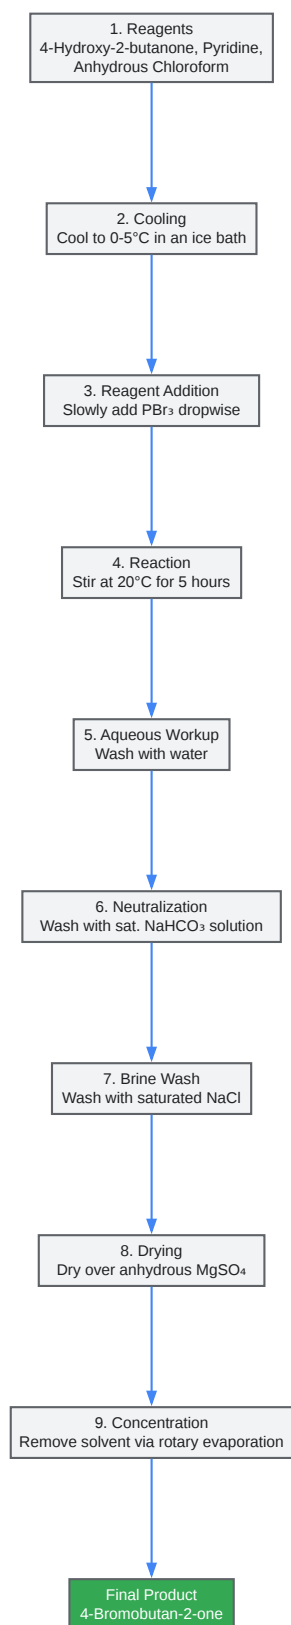 1. Reagents
4-Hydroxy-2-butanone, Pyridine,
Anhydrous Chloroform
2. Cooling
Cool to 0-5°C in an ice bath
3. Reagent Addition
Slowly add PBr₃ dropwise
4. Reaction
Stir at 20°C for 5 hours
5. Aqueous Workup
Wash with water
6. Neutralization
Wash with sat. NaHCO₃ solution
7. Brine Wash
Wash with saturated NaCl
8. Drying
Dry over anhydrous MgSO₄
9. Concentration
Remove solvent via rotary evaporation
Final Product
4-Bromobutan-2-one